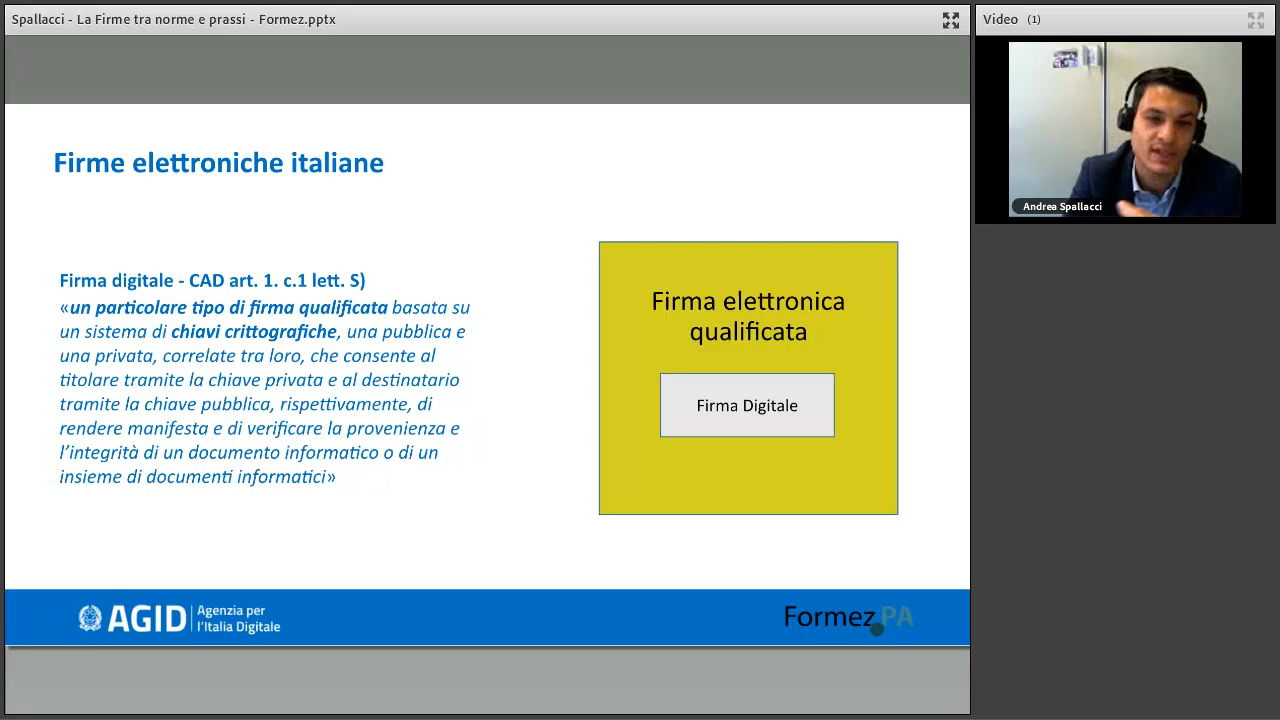 Spallacci - La Firme tra norme e prassi - Formez.pptx
Video (1)
Andrea Spallacci
Firme elettroniche italiane
Firma digitale - CAD art. 1. c.1 lett. S)
«un particolare tipo di firma qualificata basata su
un sistema di chiavi crittografiche, una pubblica e
una privata, correlate tra loro, che consente al
titolare tramite la chiave privata e al destinatario
tramite la chiave pubblica, rispettivamente, di
rendere manifesta e di verificare la provenienza e
l'integrità di un documento informatico o di un
insieme di documenti informatici»
Firma elettronica
qualificata
Firma Digitale
AGID
Agenzia per
l'Italia Digitale
Formez PA